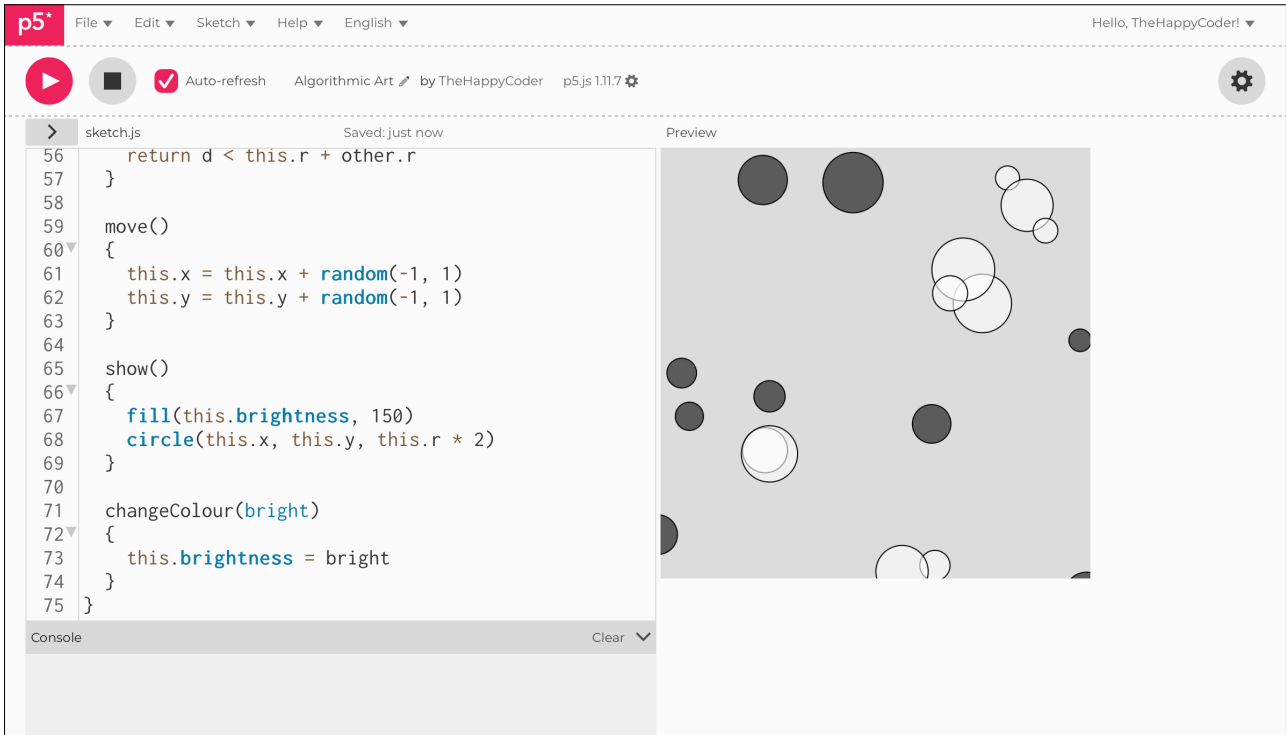 p5* File Edit Sketch Help English Hello, TheHappyCoder!
Auto-refresh Algorithmic Art by TheHappyCoder p5.js 1.11.7
sketch.js Saved: just now Preview
56     return d < this.r + other.r
57   }
58
59   move()
60   {
61     this.x = this.x + random(-1, 1)
62     this.y = this.y + random(-1, 1)
63   }
64
65   show()
66   {
67     fill(this.brightness, 150)
68     circle(this.x, this.y, this.r * 2)
69   }
70
71   changeColour(bright)
72   {
73     this.brightness = bright
74   }
75 }
Console Clear